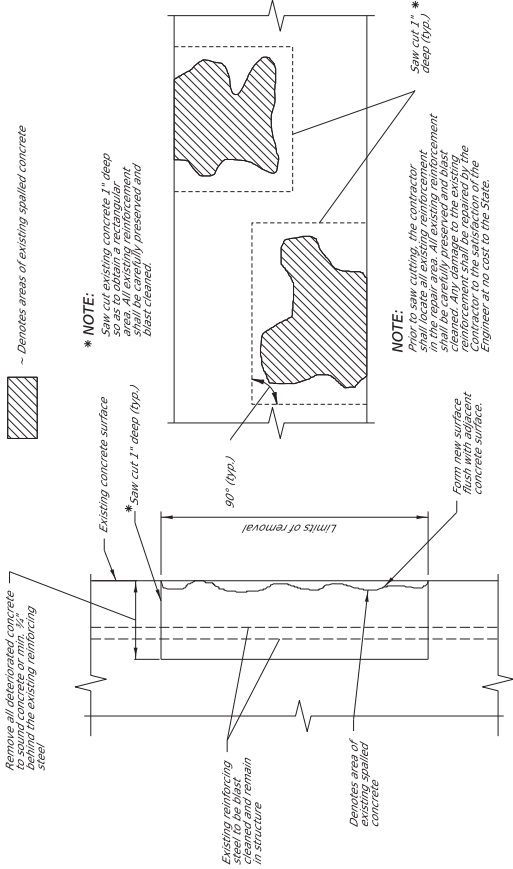 ~ Denotes areas of existing spalled concrete
* NOTE:
Saw cut existing concrete 1" deep
so as to obtain a rectangular
area. All existing reinforcement
shall be carefully preserved and
blast cleaned.
Saw cut 1" *
deep (typ.)
90° (typ.)
NOTE:
Prior to saw cutting, the contractor
shall locate all existing reinforcement
in the repair area. All existing reinforcement
shall be carefully preserved and blast
cleaned. Any damage to the existing
reinforcement shall be repaired by the
Contractor to the satisfaction of the
Engineer at no cost to the State.
Remove all deteriorated concrete
to sound concrete or min. ¾"
behind the existing reinforcing
steel
Existing concrete surface
* Saw cut 1" deep (typ.)
Limits of removal
Form new surface
flush with adjacent
concrete surface.
Existing reinforcing
steel to be blast
cleaned and remain
in structure
Denotes area of
existing spalled
concrete